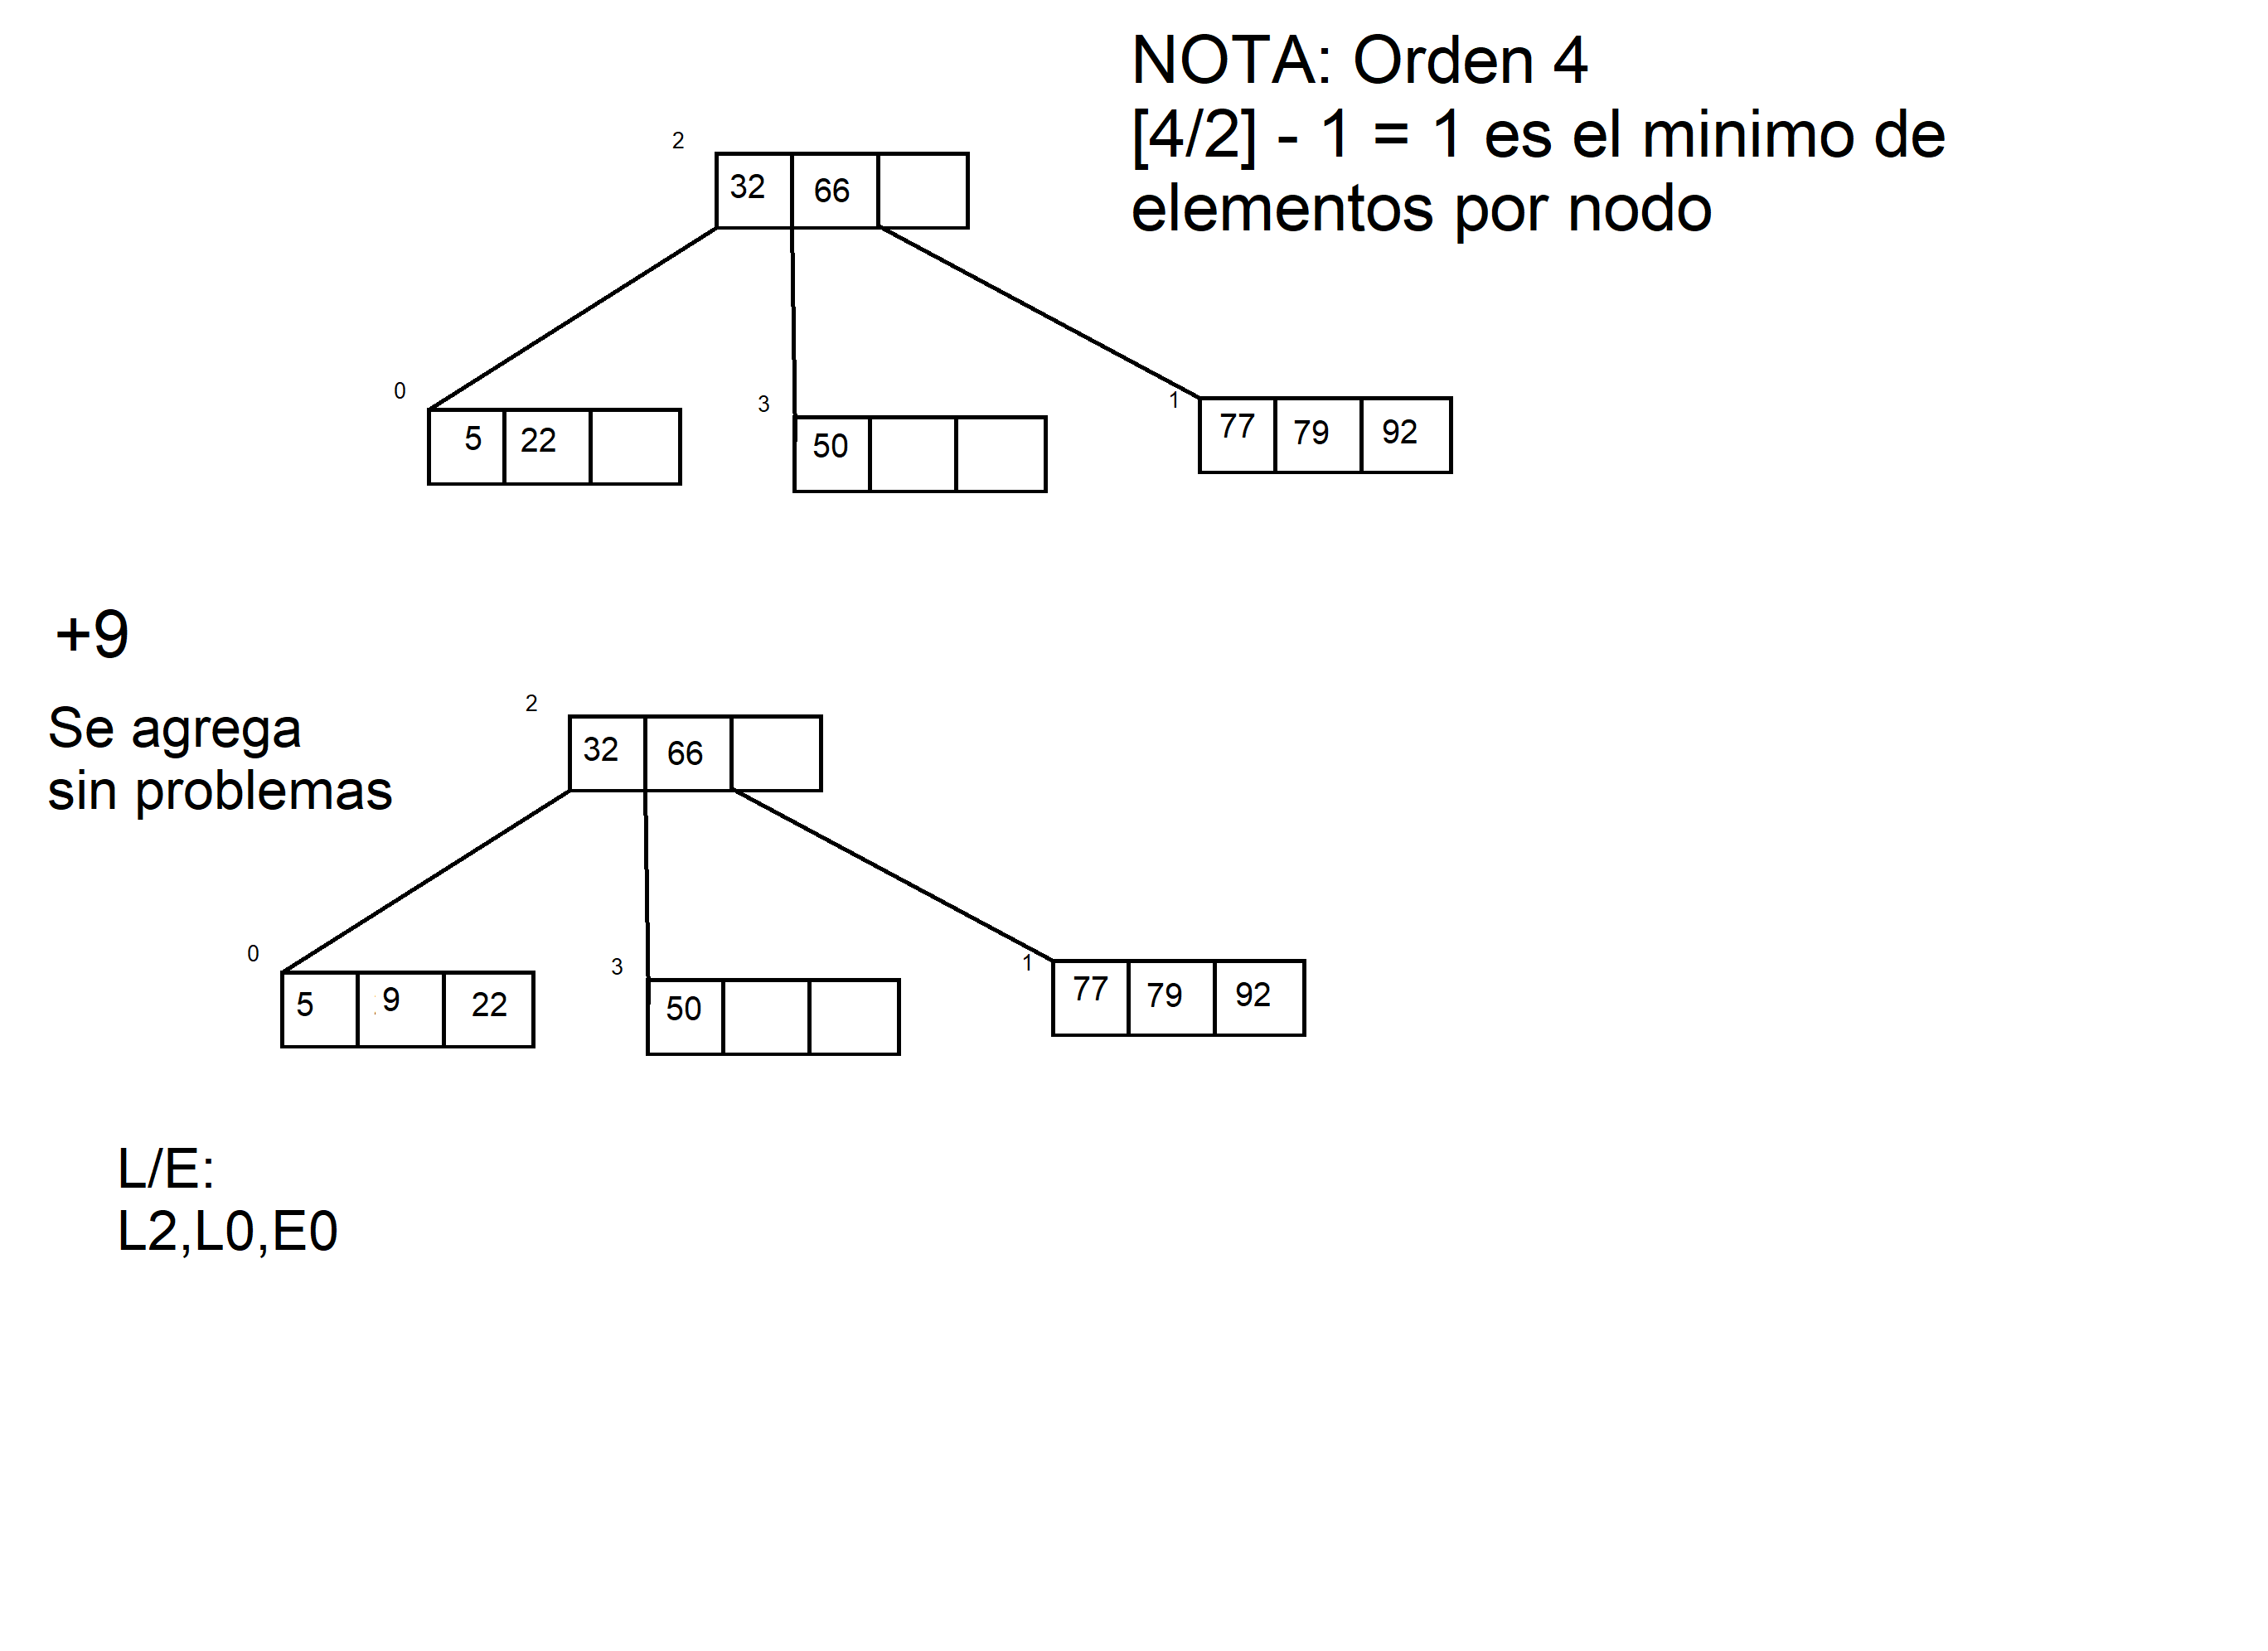 NOTA: Orden 4
[4/2] - 1 = 1 es el minimo de
elementos por nodo
2
32 66
0
5 22
3
50
1
77 79 92
+9
Se agrega
sin problemas
2
32 66
0
5 9 22
3
50
1
77 79 92
L/E:
L2,L0,E0